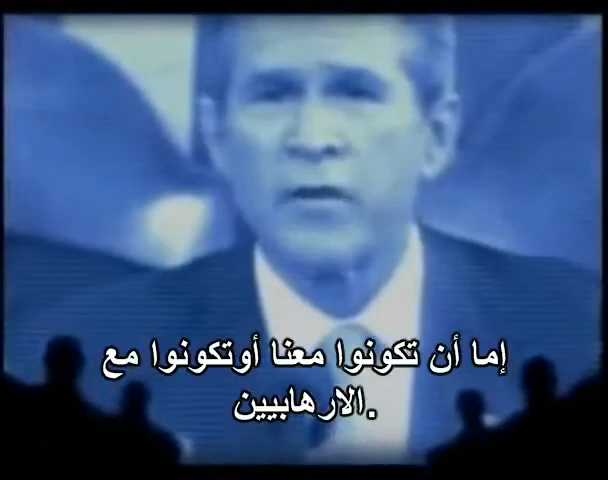 إما أن تكونوا معنا أوتكونوا مع
الارهابيين.